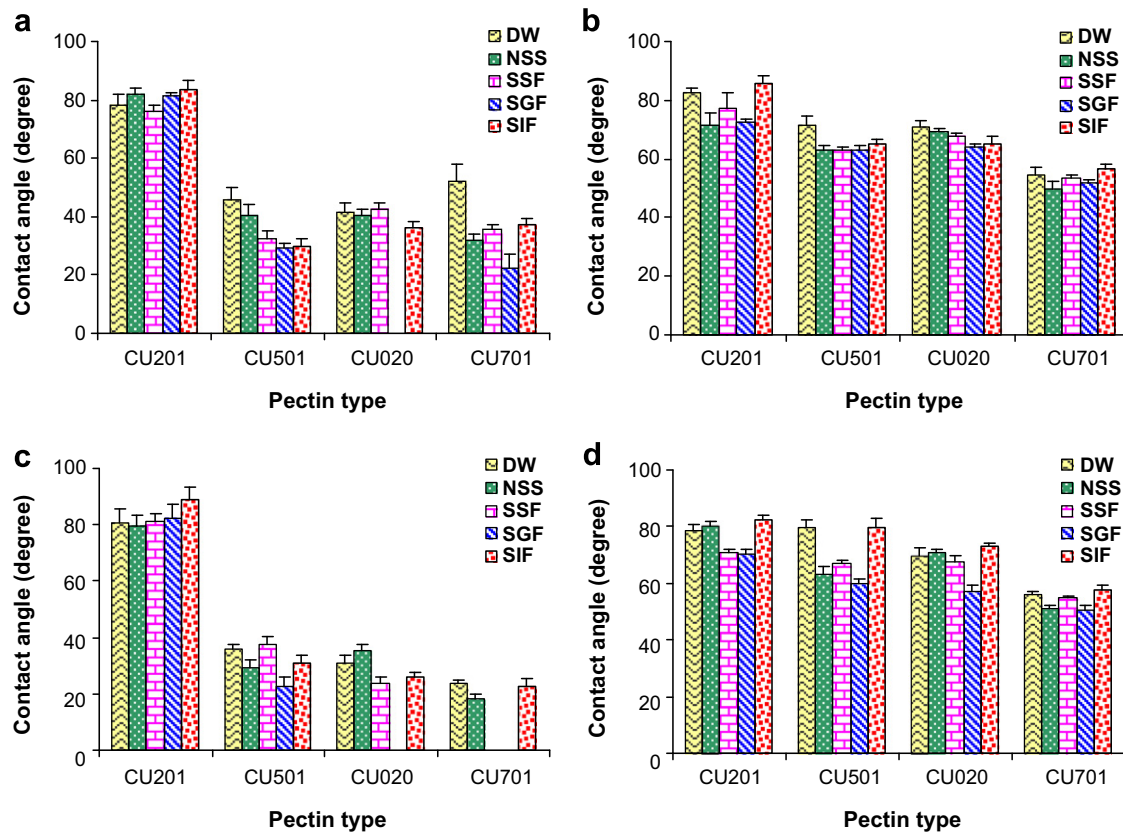 a
100
80
60
40
20
0
Contact angle (degree)
DW
NSS
SSF
SGF
SIF
CU201 CU501 CU020 CU701
Pectin type
b
100
80
60
40
20
0
Contact angle (degree)
DW
NSS
SSF
SGF
SIF
CU201 CU501 CU020 CU701
Pectin type
c
100
80
60
40
20
0
Contact angle (degree)
DW
NSS
SSF
SGF
SIF
CU201 CU501 CU020 CU701
Pectin type
d
100
80
60
40
20
0
Contact angle (degree)
DW
NSS
SSF
SGF
SIF
CU201 CU501 CU020 CU701
Pectin type